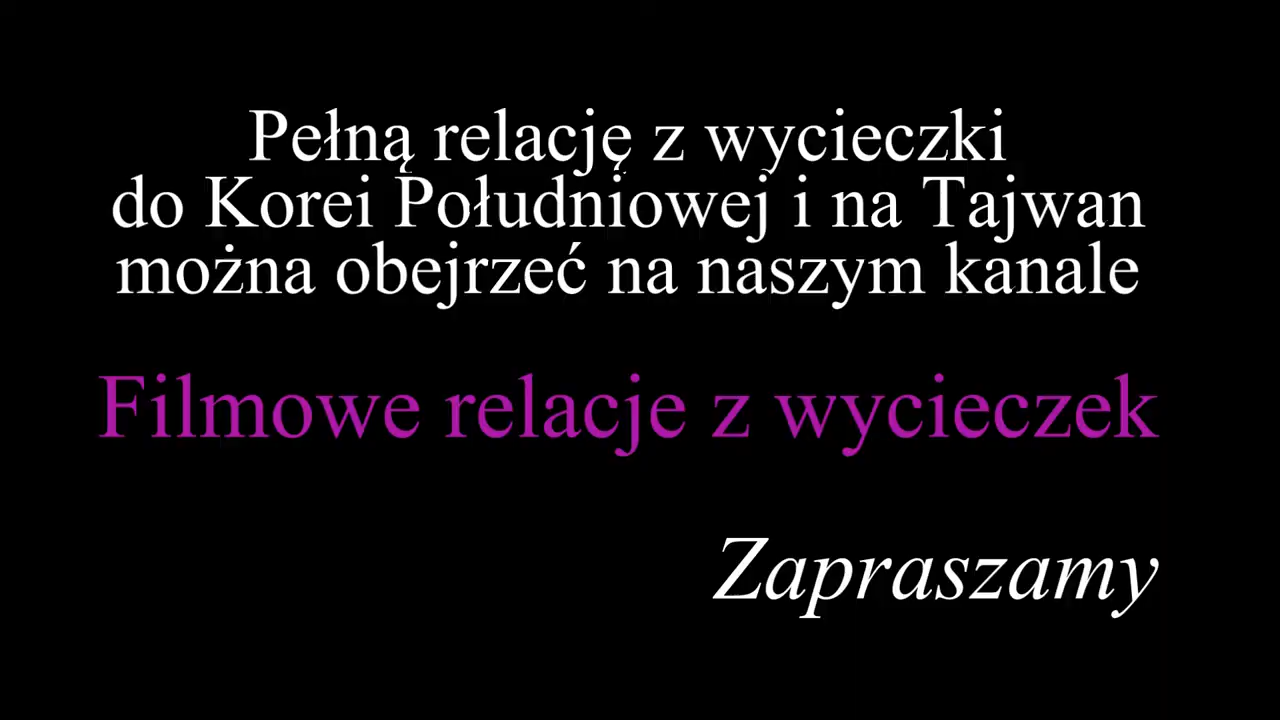 Pełną relację z wycieczki
do Korei Południowej i na Tajwan
można obejrzeć na naszym kanale
Filmowe relacje z wycieczek
Zapraszamy